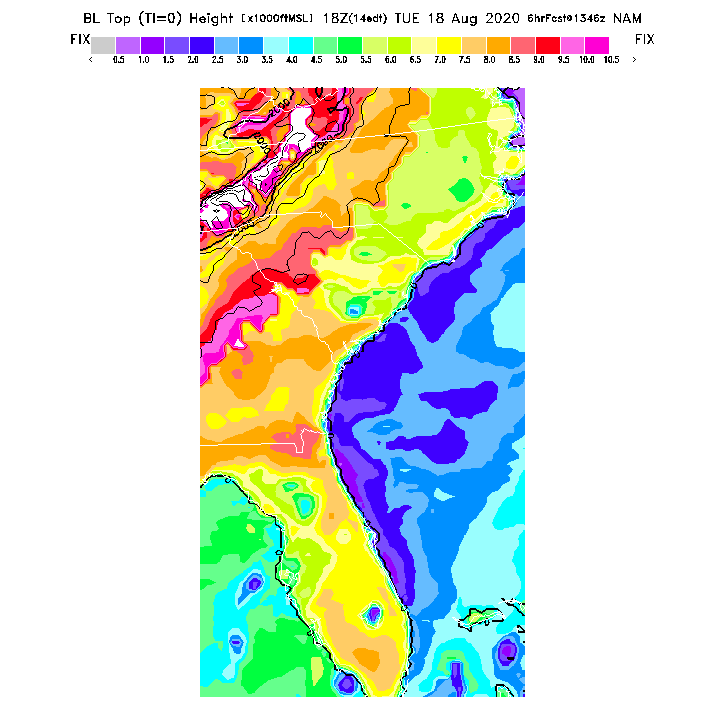 BL Top (TI=0) Height [x1000ftMSL] 18Z(14edt) TUE 18 Aug 2020 6hrFcst@1346z NAM
FIX FIX
< 0.5 1.0 1.5 2.0 2.5 3.0 3.5 4.0 4.5 5.0 5.5 6.0 6.5 7.0 7.5 8.0 8.5 9.0 9.5 10.0 10.5 >
2000